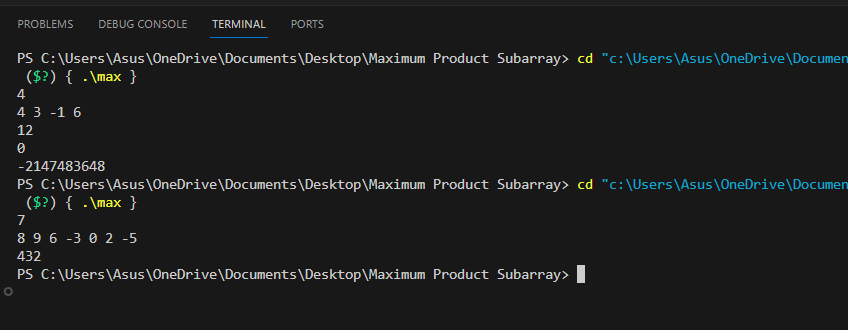 PROBLEMS DEBUG CONSOLE TERMINAL PORTS
PS C:\Users\Asus\OneDrive\Documents\Desktop\Maximum Product Subarray> cd "c:\Users\Asus\OneDrive\Documen
($?) { .\max }
4
4 3 -1 6
12
0
-2147483648
PS C:\Users\Asus\OneDrive\Documents\Desktop\Maximum Product Subarray> cd "c:\Users\Asus\OneDrive\Documen
($?) { .\max }
7
8 9 6 -3 0 2 -5
432
PS C:\Users\Asus\OneDrive\Documents\Desktop\Maximum Product Subarray>